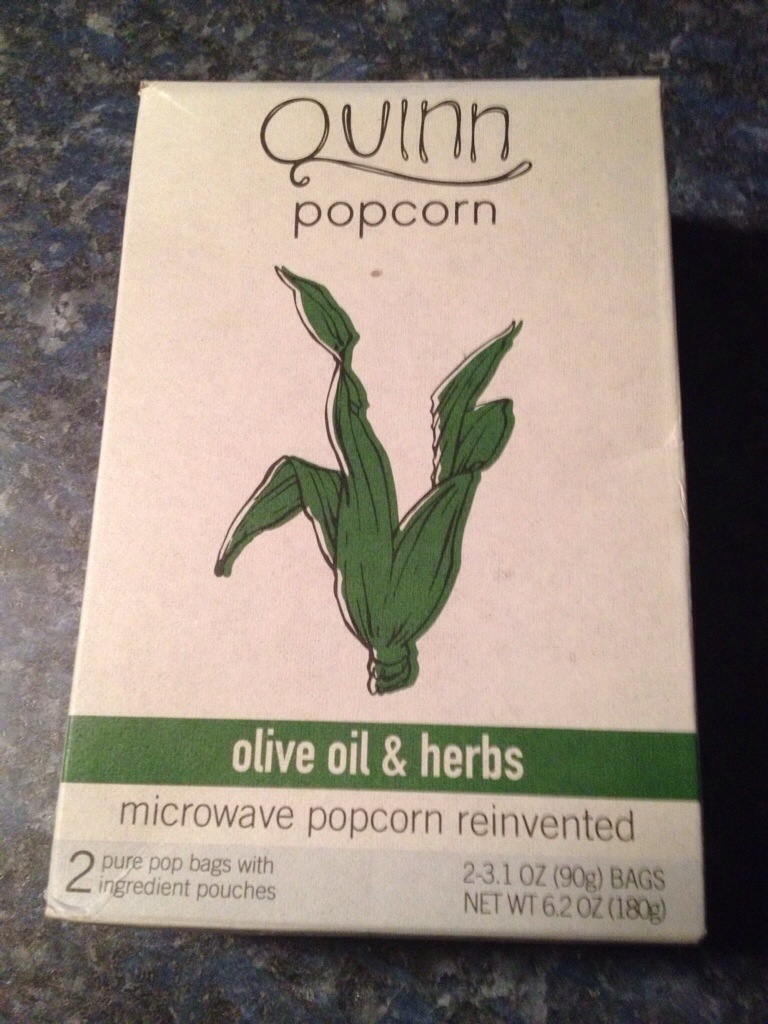 Quinn
popcorn
olive oil & herbs
microwave popcorn reinvented
2 pure pop bags with
ingredient pouches
2-3.1 OZ (90g) BAGS
NET WT 6.2 OZ (180g)